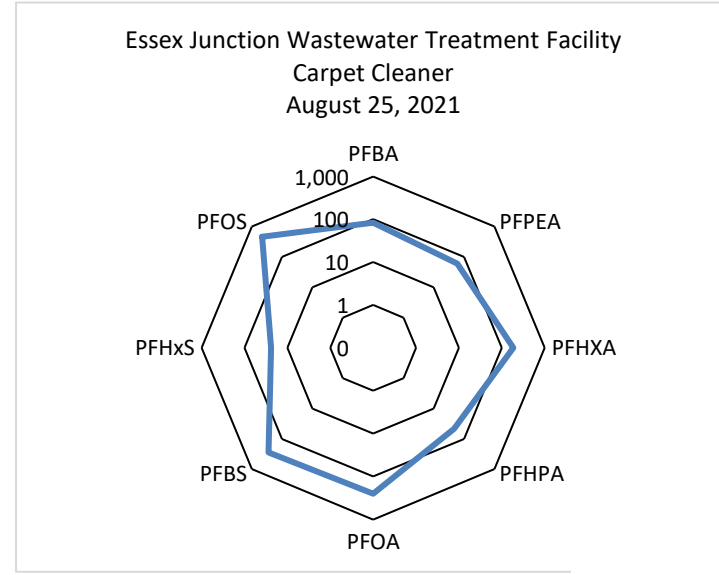 Essex Junction Wastewater Treatment Facility
Carpet Cleaner
August 25, 2021
PFBA
1,000
PFOS
100
PFPEA
10
1
PFHxS
0
PFHXA
PFBS
PFHPA
PFOA